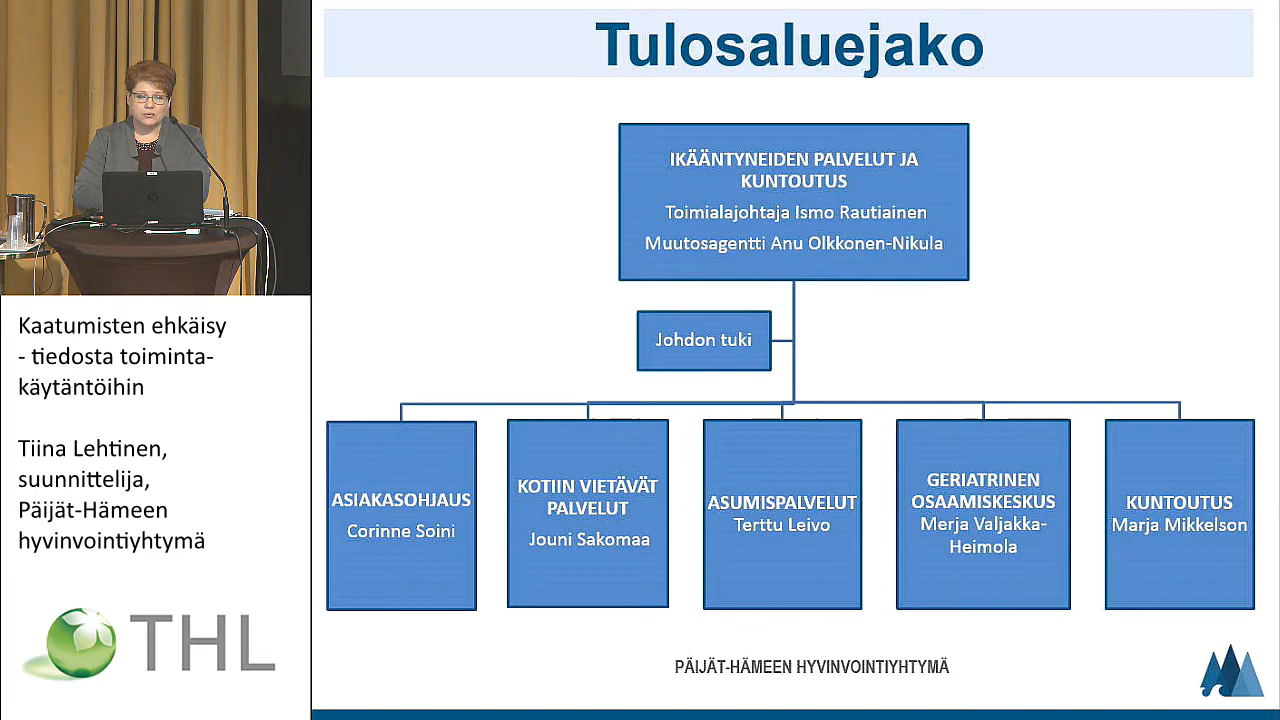 Tulosaluejako
IKÄÄNTYNEIDEN PALVELUT JA
KUNTOUTUS
Toimialajohtaja Ismo Rautiainen
Muutosagentti Anu Olkkonen-Nikula
Johdon tuki
ASIAKASOHJAUS
Corinne Soini
KOTIIN VIETÄVÄT
PALVELUT
Jouni Sakomaa
ASUMISPALVELUT
Terttu Leivo
GERIATRINEN
OSAAMISKESKUS
Merja Valjakka-
Heimola
KUNTOUTUS
Marja Mikkelson
PÄIJÄT-HÄMEEN HYVINVOINTIYHTYMÄ
Kaatumisten ehkäisy
- tiedosta toiminta-
käytäntöihin
Tiina Lehtinen,
suunnittelija,
Päijät-Hämeen
hyvinvointiyhtymä
THL